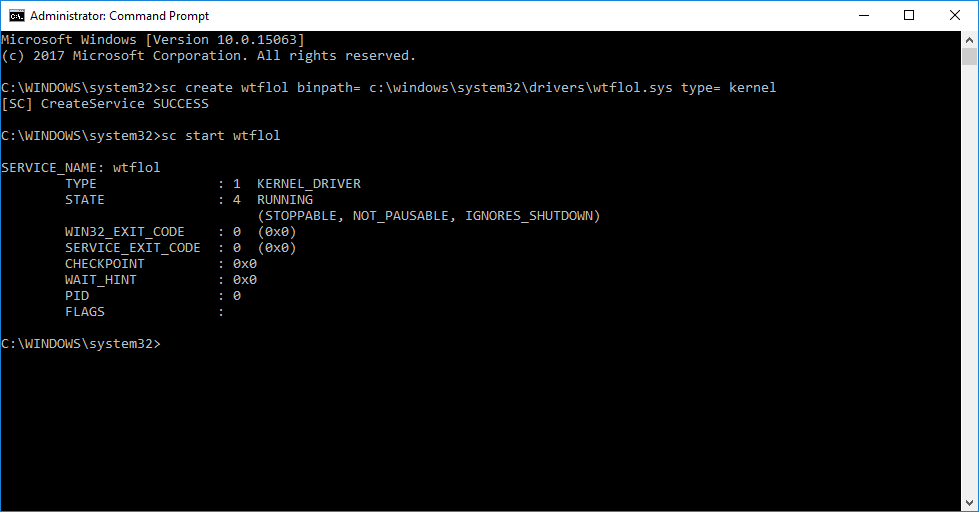 Administrator: Command Prompt
Microsoft Windows [Version 10.0.15063]
(c) 2017 Microsoft Corporation. All rights reserved.
C:\WINDOWS\system32>sc create wtflol binpath= c:\windows\system32\drivers\wtflol.sys type= kernel
[SC] CreateService SUCCESS
C:\WINDOWS\system32>sc start wtflol
SERVICE_NAME: wtflol
        TYPE               : 1  KERNEL_DRIVER
        STATE              : 4  RUNNING
                                (STOPPABLE, NOT_PAUSABLE, IGNORES_SHUTDOWN)
        WIN32_EXIT_CODE    : 0  (0x0)
        SERVICE_EXIT_CODE  : 0  (0x0)
        CHECKPOINT         : 0x0
        WAIT_HINT          : 0x0
        PID                : 0
        FLAGS              :
C:\WINDOWS\system32>